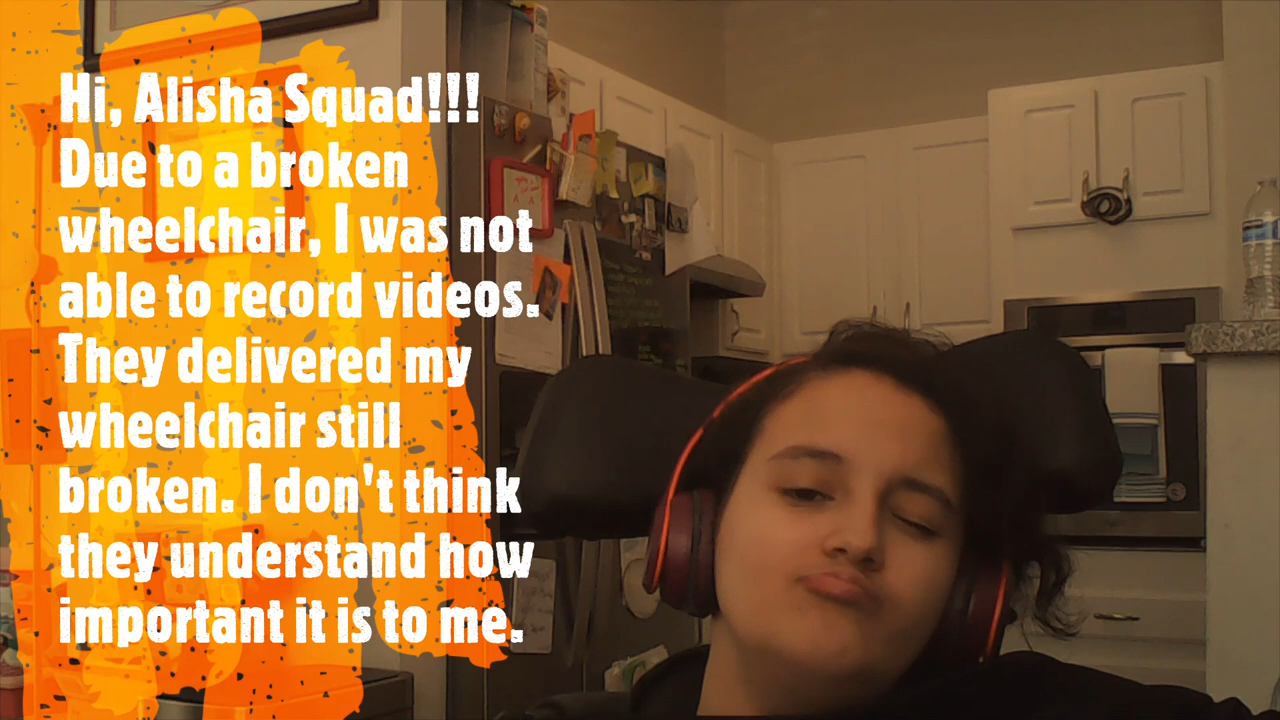 Hi, Alisha Squad!!!
Due to a broken
wheelchair, I was not
able to record videos.
They delivered my
wheelchair still
broken. I don't think
they understand how
important it is to me.